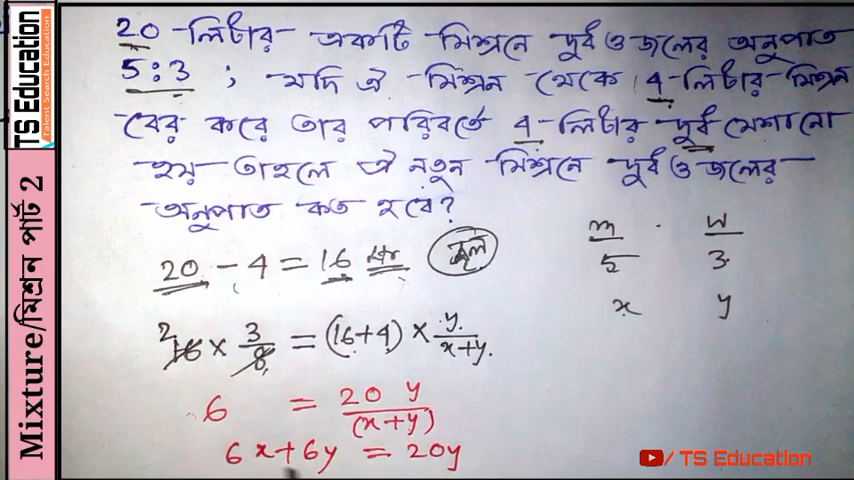 20 -লিটার- একটি মিশ্রনে দুধ ও জলের অনুপাত
5:3 ; যদি ঐ মিশ্রন থেকে 4-লিটার-মিশ্রন
বের করে তার পরিবর্তে 4-লিটার-দুধ মেশানো
হয় তাহলে ঐ নতুন মিশ্রনে দুধ ও জলের-
অনুপাত কত হবে?
m . W
5 3
x y
20 - 4 = 16 ltr জল
2
16 × 3/8 = (16+4) × y/x+y.
6 = 20 y/(x+y)
6x+6y = 20y
TS Education
Talent Search Education
Mixture/মিশ্রন পার্ট 2
/ TS Education